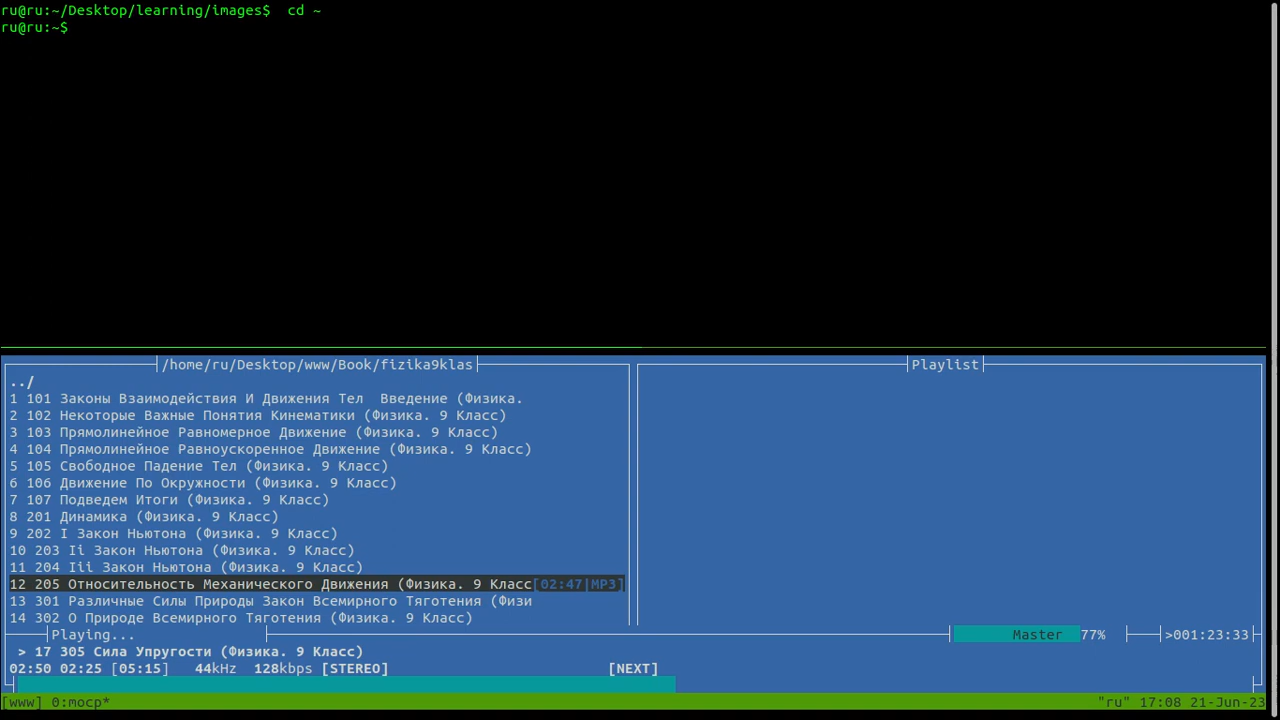 ru@ru:~/Desktop/learning/images$  cd ~
ru@ru:~$
/home/ru/Desktop/www/Book/fizika9klas
Playlist
../
1 101 Законы Взаимодействия И Движения Тел  Введение (Физика.
2 102 Некоторые Важные Понятия Кинематики (Физика. 9 Класс)
3 103 Прямолинейное Равномерное Движение (Физика. 9 Класс)
4 104 Прямолинейное Равноускоренное Движение (Физика. 9 Класс)
5 105 Свободное Падение Тел (Физика. 9 Класс)
6 106 Движение По Окружности (Физика. 9 Класс)
7 107 Подведем Итоги (Физика. 9 Класс)
8 201 Динамика (Физика. 9 Класс)
9 202 I Закон Ньютона (Физика. 9 Класс)
10 203 Ii Закон Ньютона (Физика. 9 Класс)
11 204 Iii Закон Ньютона (Физика. 9 Класс)
12 205 Относительность Механического Движения (Физика. 9 Класс[02:47|MP3]
13 301 Различные Силы Природы Закон Всемирного Тяготения (Физи
14 302 О Природе Всемирного Тяготения (Физика. 9 Класс)
Playing...
Master 77%
>001:23:33
> 17 305 Сила Упругости (Физика. 9 Класс)
02:50 02:25 [05:15]   44kHz  128kbps [STEREO]
[NEXT]
[www] 0:mocp*
"ru" 17:08 21-Jun-23